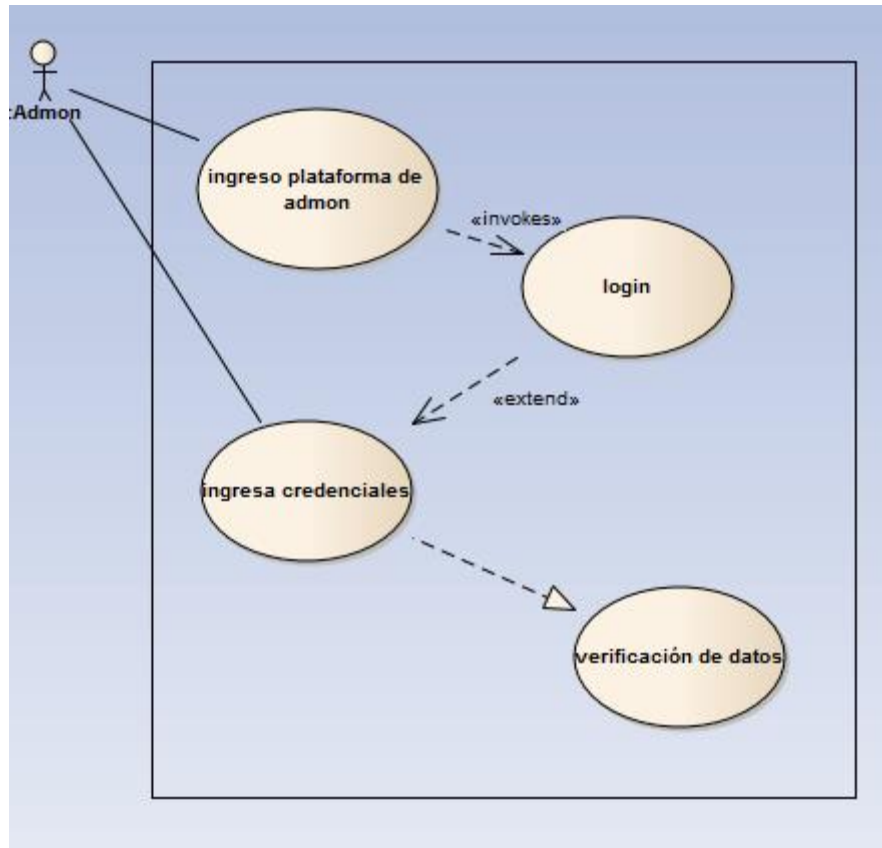 :Admon
ingreso plataforma de
admon
«invokes»
login
«extend»
ingresa credenciales
verificación de datos